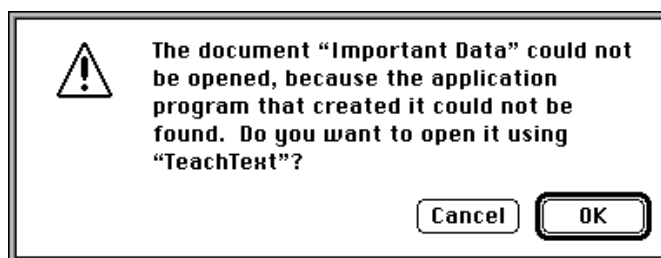 The document “Important Data” could not
be opened, because the application
program that created it could not be
found.  Do you want to open it using
“TeachText”?
Cancel
OK